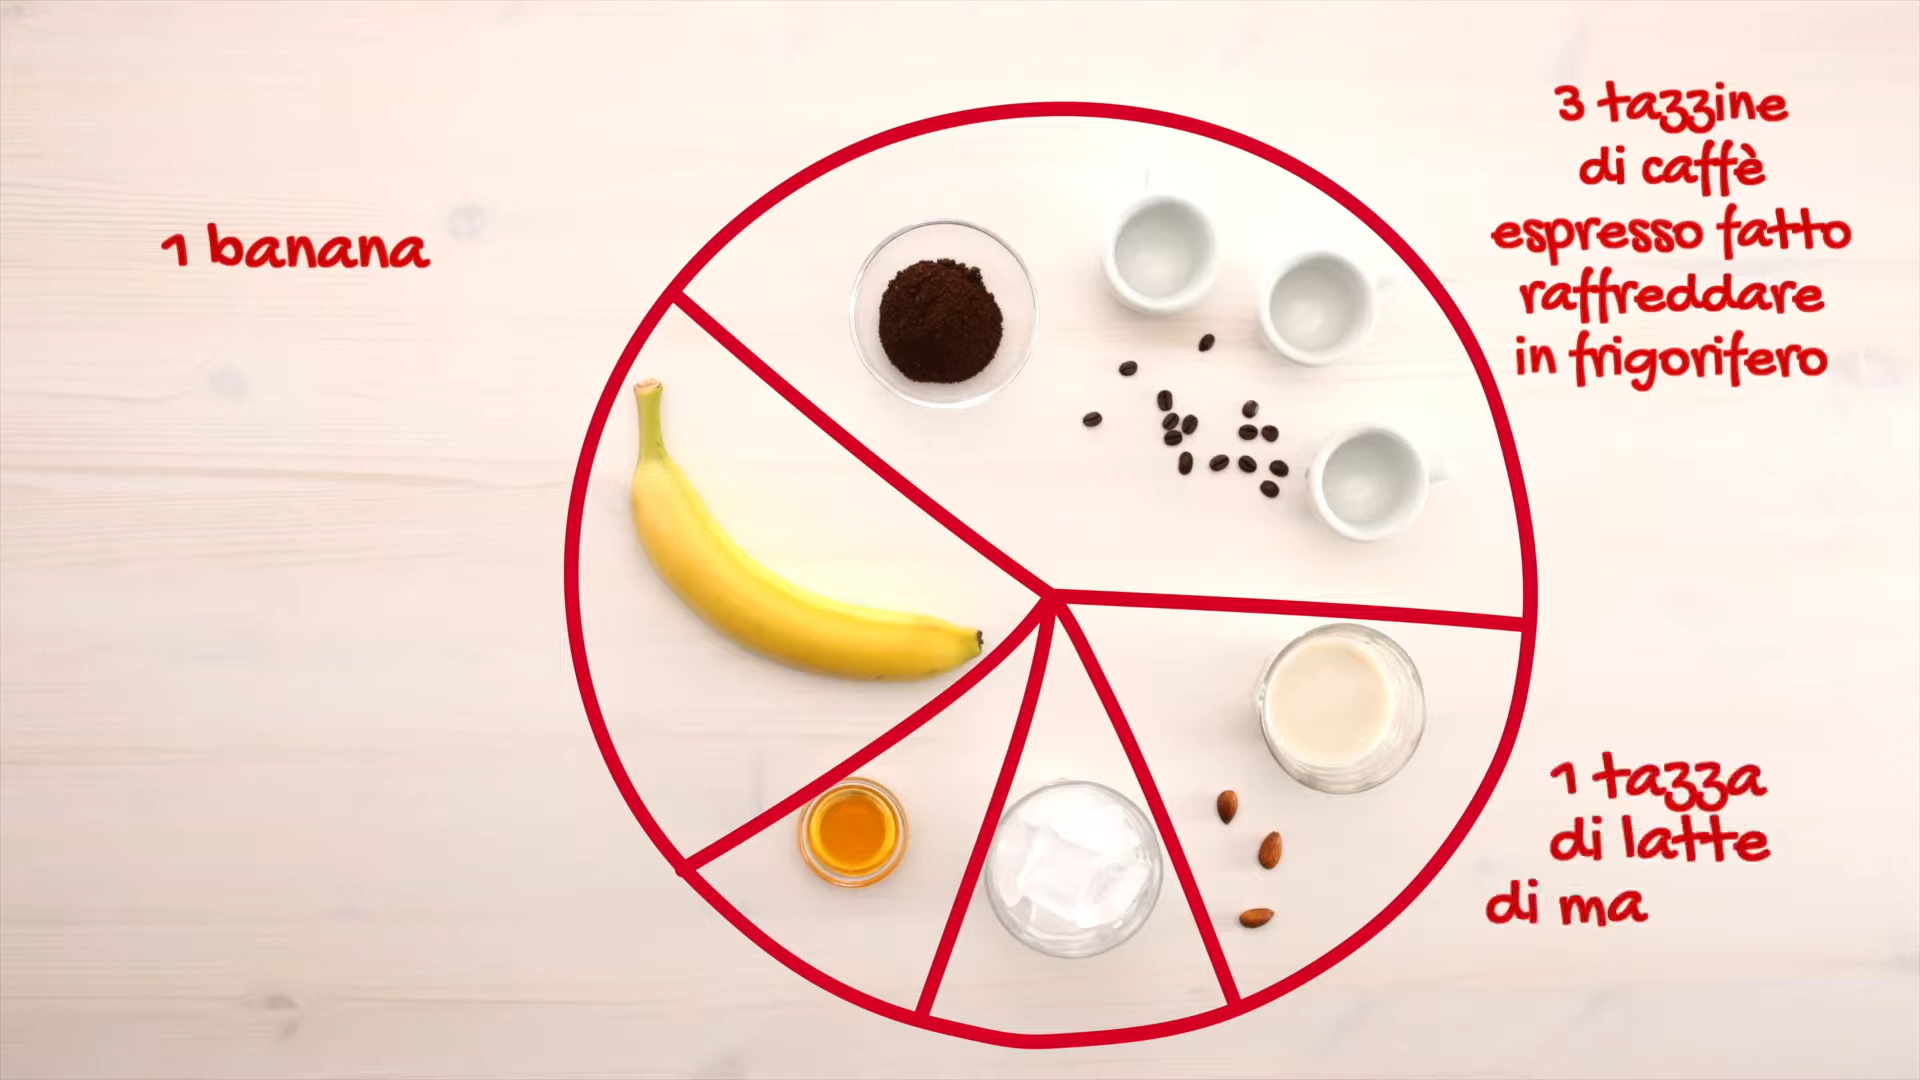 1 banana
3 tazzine
di caffè
espresso fatto
raffreddare
in frigorifero
1 tazza
di latte
di ma